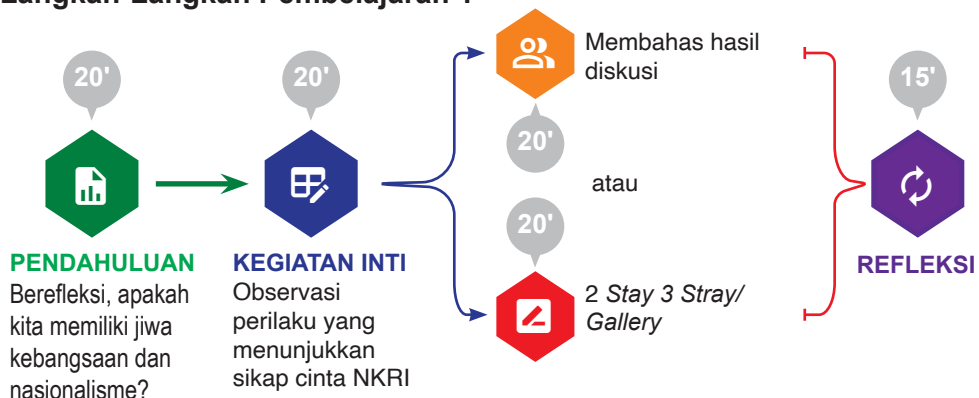 Langkah-Langkah Pembelajaran 1
20'
PENDAHULUAN
Berefleksi, apakah
kita memiliki jiwa
kebangsaan dan
nasionalisme?
20'
KEGIATAN INTI
Observasi
perilaku yang
menunjukkan
sikap cinta NKRI
Membahas hasil
diskusi
20'
atau
20'
2 Stay 3 Stray/
Gallery
15'
REFLEKSI